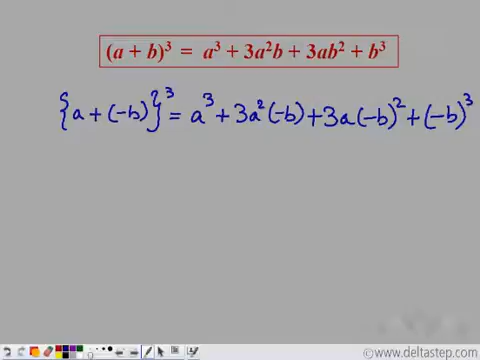 (a + b)³ = a³ + 3a²b + 3ab² + b³
{a + (-b)}³ = a³ + 3a²(-b) + 3a(-b)² + (-b)³
©www.deltastep.com